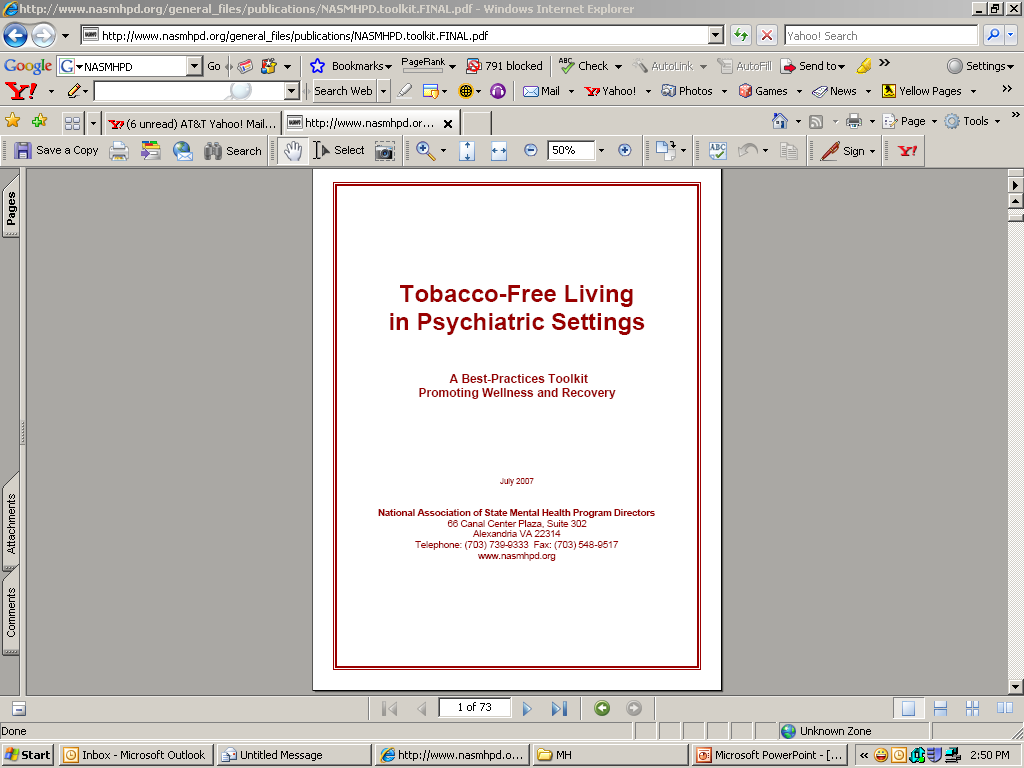 http://www.nasmhpd.org/general_files/publications/NASMHPD.toolkit.FINAL.pdf - Windows Internet Explorer
http://www.nasmhpd.org/general_files/publications/NASMHPD.toolkit.FINAL.pdf
Yahoo! Search
Google G NASMHPD Go Bookmarks PageRank 791 blocked ABC Check AutoLink AutoFill Send to Settings
Y! Search Web Mail Yahoo! Photos Games News Yellow Pages
(6 unread) AT&T Yahoo! Mail... http://www.nasmhpd.or... Page Tools
Save a Copy Search Select 50% ABC Sign Y!
Pages
Attachments
Comments
Tobacco-Free Living
in Psychiatric Settings
A Best-Practices Toolkit
Promoting Wellness and Recovery
July 2007
National Association of State Mental Health Program Directors
66 Canal Center Plaza, Suite 302
Alexandria VA 22314
Telephone: (703) 739-9333 Fax: (703) 548-9517
www.nasmhpd.org
1 of 73
Done Unknown Zone
Start Inbox - Microsoft Outlook Untitled Message http://www.nasmhpd.o... MH Microsoft PowerPoint - [... 2:50 PM